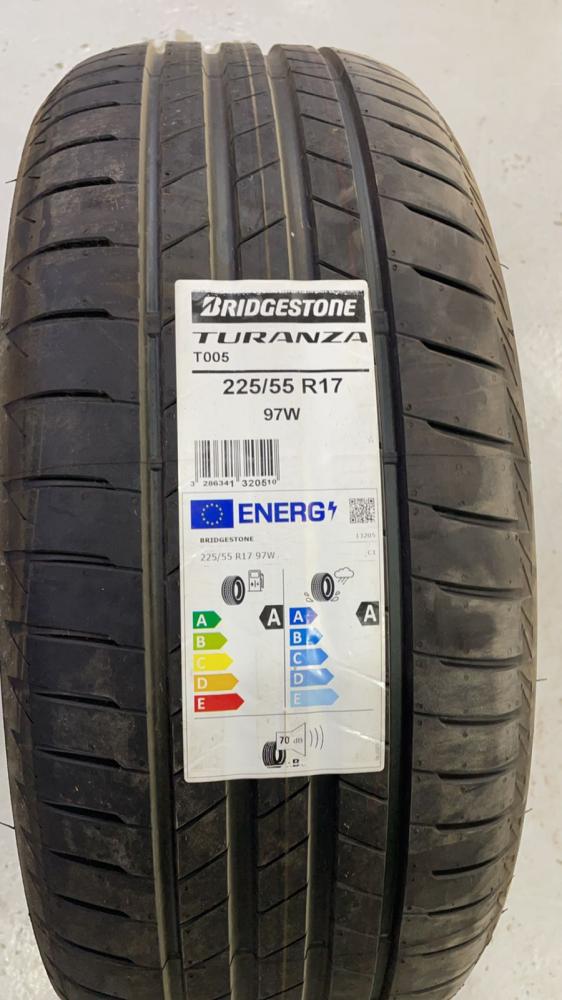 BRIDGESTONE
TURANZA
T005
225/55 R17
97W
3 286341 320510
ENERG
BRIDGESTONE
13205
225/55 R17 97W
C1
A
A
A
A
B
B
C
C
D
D
E
E
70 dB
B